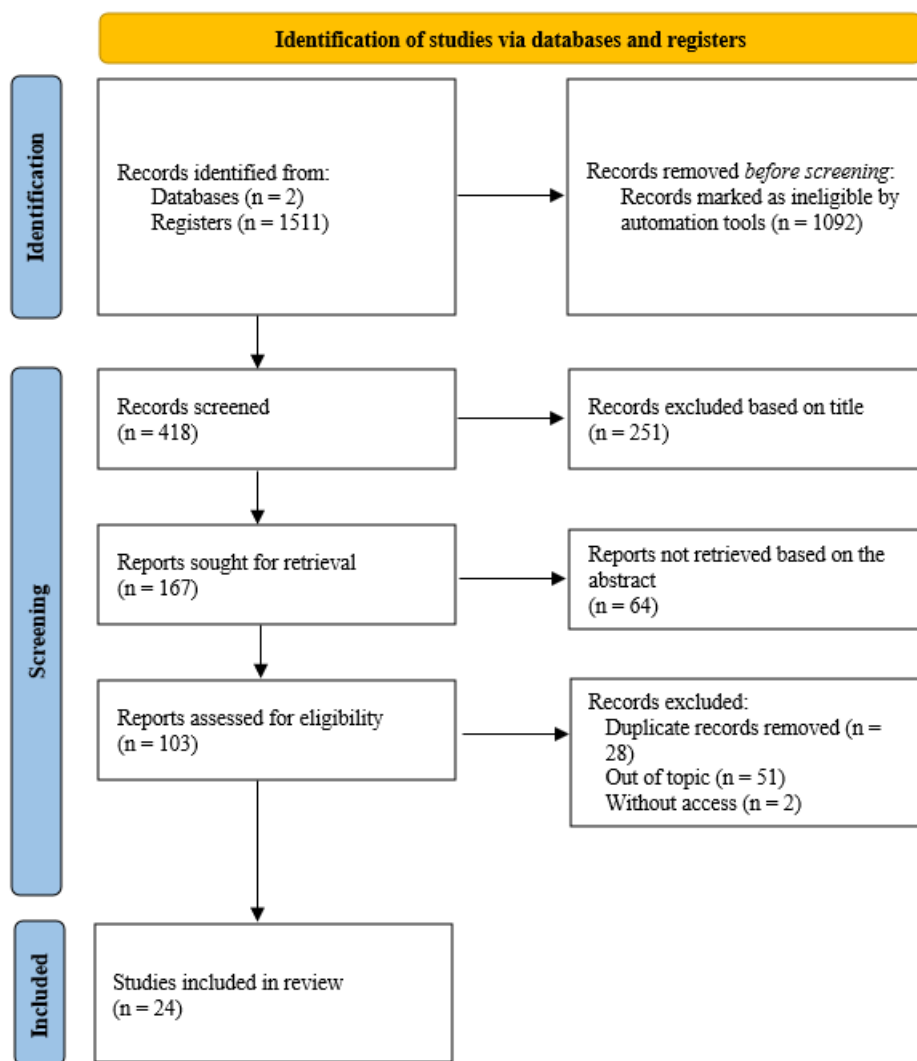 Identification of studies via databases and registers
Identification
Records identified from:
Databases (n = 2)
Registers (n = 1511)
Records removed before screening:
Records marked as ineligible by
automation tools (n = 1092)
Screening
Records screened
(n = 418)
Records excluded based on title
(n = 251)
Reports sought for retrieval
(n = 167)
Reports not retrieved based on the
abstract
(n = 64)
Reports assessed for eligibility
(n = 103)
Records excluded:
Duplicate records removed (n =
28)
Out of topic (n = 51)
Without access (n = 2)
Included
Studies included in review
(n = 24)